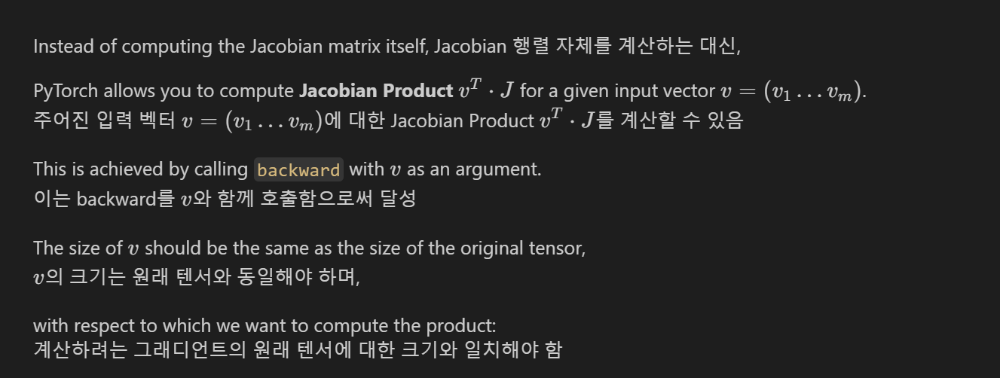 Instead of computing the Jacobian matrix itself, Jacobian 행렬 자체를 계산하는 대신,
PyTorch allows you to compute Jacobian Product v^T · J for a given input vector v = (v_1 … v_m).
주어진 입력 벡터 v = (v_1 … v_m)에 대한 Jacobian Product v^T · J를 계산할 수 있음
This is achieved by calling backward with v as an argument.
이는 backward를 v와 함께 호출함으로써 달성
The size of v should be the same as the size of the original tensor,
v의 크기는 원래 텐서와 동일해야 하며,
with respect to which we want to compute the product:
계산하려는 그래디언트의 원래 텐서에 대한 크기와 일치해야 함